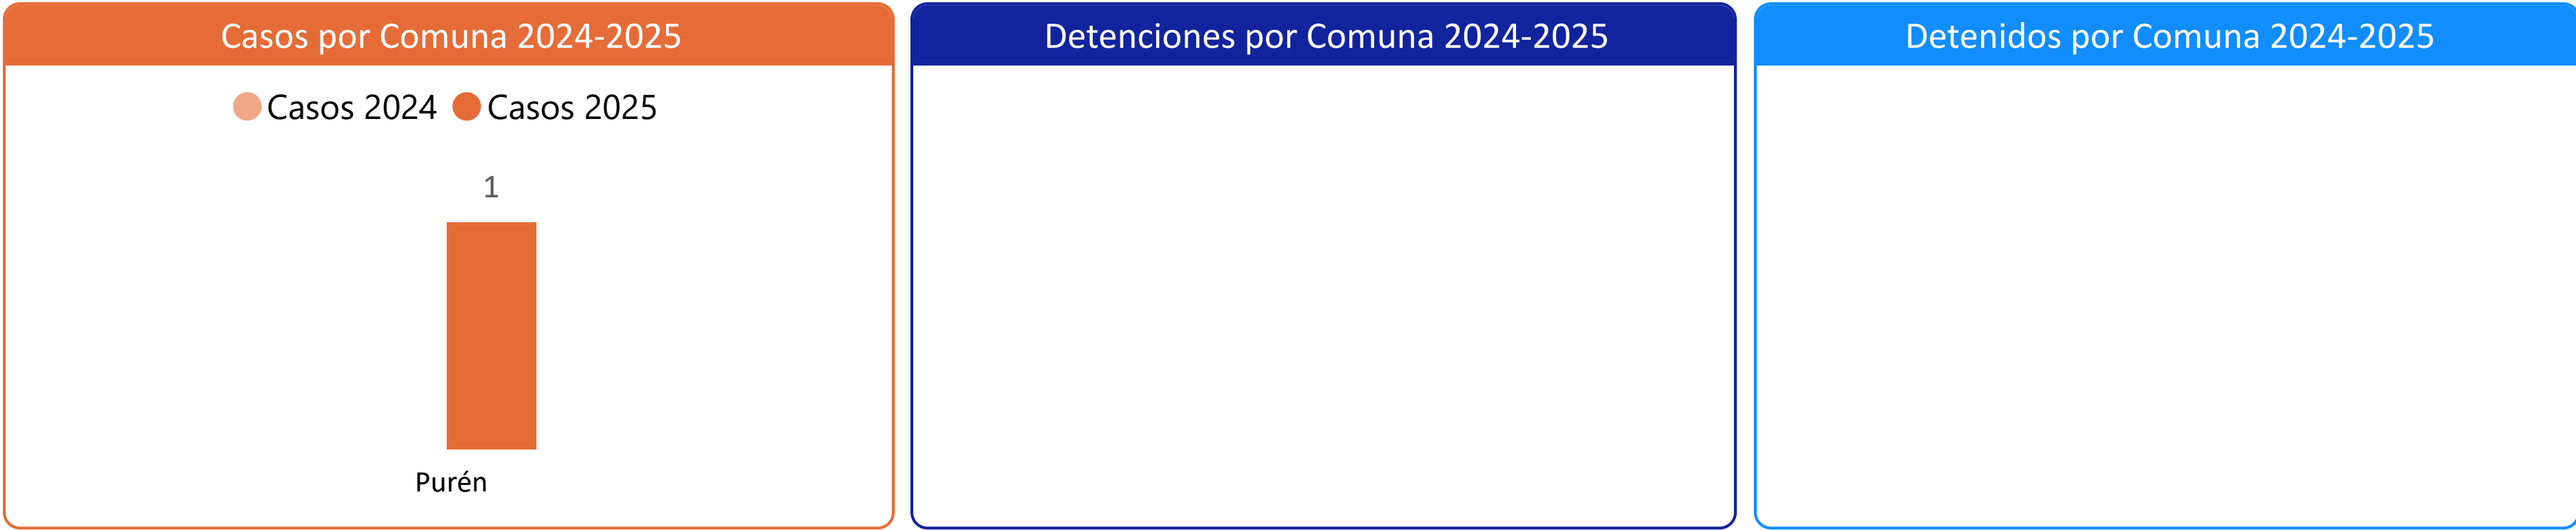 Casos por Comuna 2024-2025
Casos 2024 Casos 2025
1
Purén
Detenciones por Comuna 2024-2025
Detenidos por Comuna 2024-2025